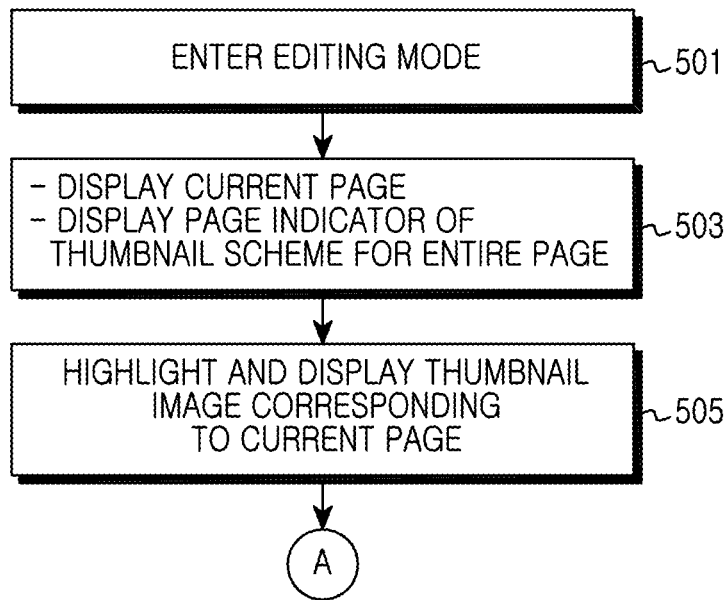 ENTER EDITING MODE
501
- DISPLAY CURRENT PAGE
- DISPLAY PAGE INDICATOR OF
THUMBNAIL SCHEME FOR ENTIRE PAGE
503
HIGHLIGHT AND DISPLAY THUMBNAIL
IMAGE CORRESPONDING
TO CURRENT PAGE
505
A